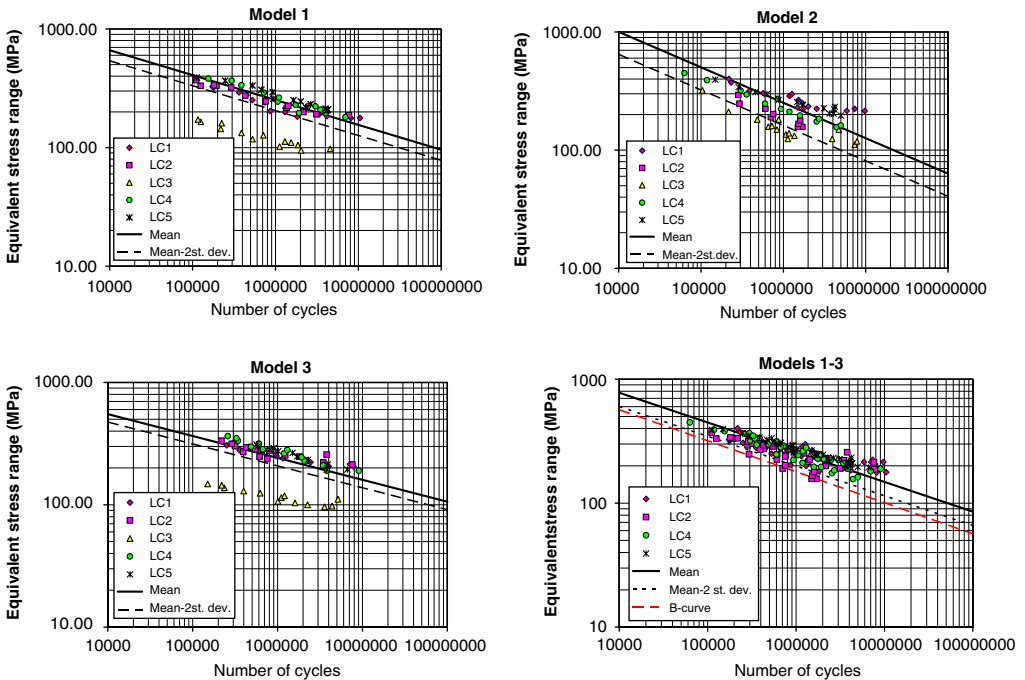 Model 1
Equivalent stress range (MPa)
1000.00
100.00
10.00
LC1
LC2
LC3
LC4
LC5
Mean
Mean-2st. dev.
10000 100000 1000000 10000000 100000000
Number of cycles
Model 2
Equivalent stress range (MPa)
1000.00
100.00
10.00
LC1
LC2
LC3
LC4
LC5
Mean
Mean-2st.dev.
10000 100000 1000000 10000000 100000000
Number of cycles
Model 3
Equivalent stress range (MPa)
1000.00
100.00
10.00
LC1
LC2
LC3
LC4
LC5
Mean
Mean-2st. dev.
10000 100000 1000000 10000000 100000000
Number of cycles
Models 1-3
Equivalentstress range (MPa)
1000
100
10
LC1
LC2
LC4
LC5
Mean
Mean-2 st. dev.
B-curve
10000 100000 1000000 10000000 100000000
Number of cycles